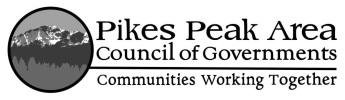 Pikes Peak Area
Council of Governments
Communities Working Together